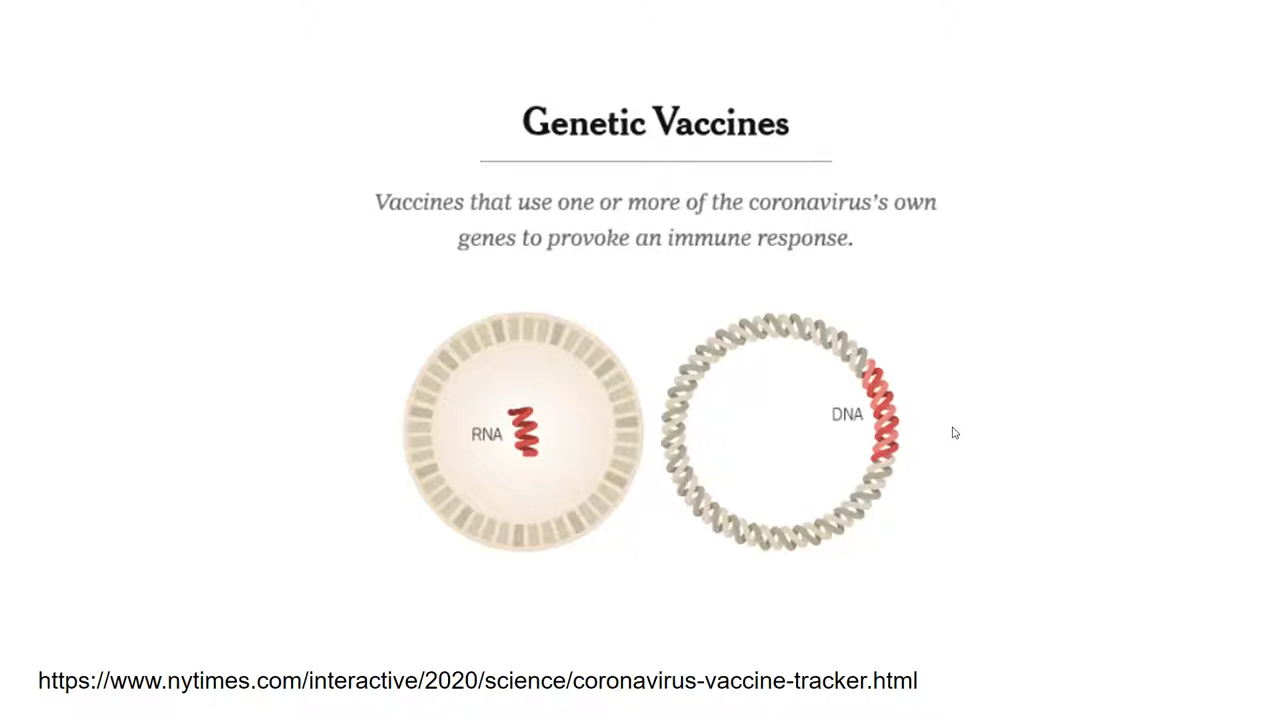 Genetic Vaccines
Vaccines that use one or more of the coronavirus’s own
genes to provoke an immune response.
RNA
DNA
https://www.nytimes.com/interactive/2020/science/coronavirus-vaccine-tracker.html